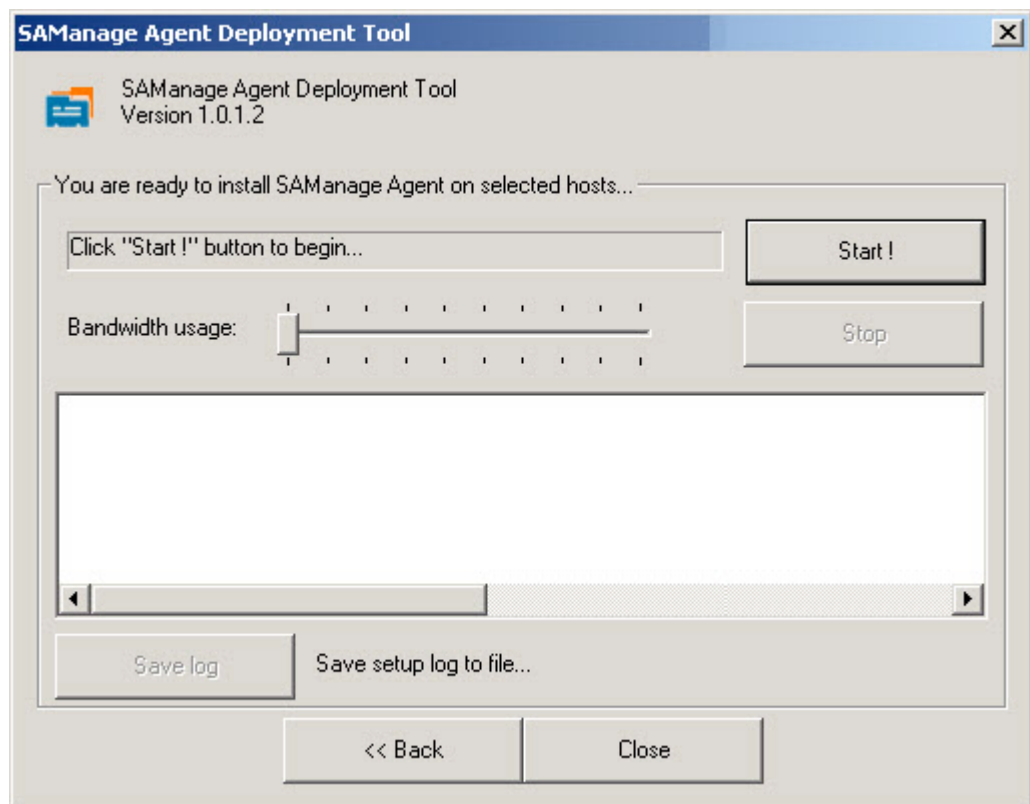 SAManage Agent Deployment Tool
SAManage Agent Deployment Tool
Version 1.0.1.2
You are ready to install SAManage Agent on selected hosts...
Click "Start !" button to begin...
Start !
Bandwidth usage:
Stop
Save log
Save setup log to file...
<< Back
Close